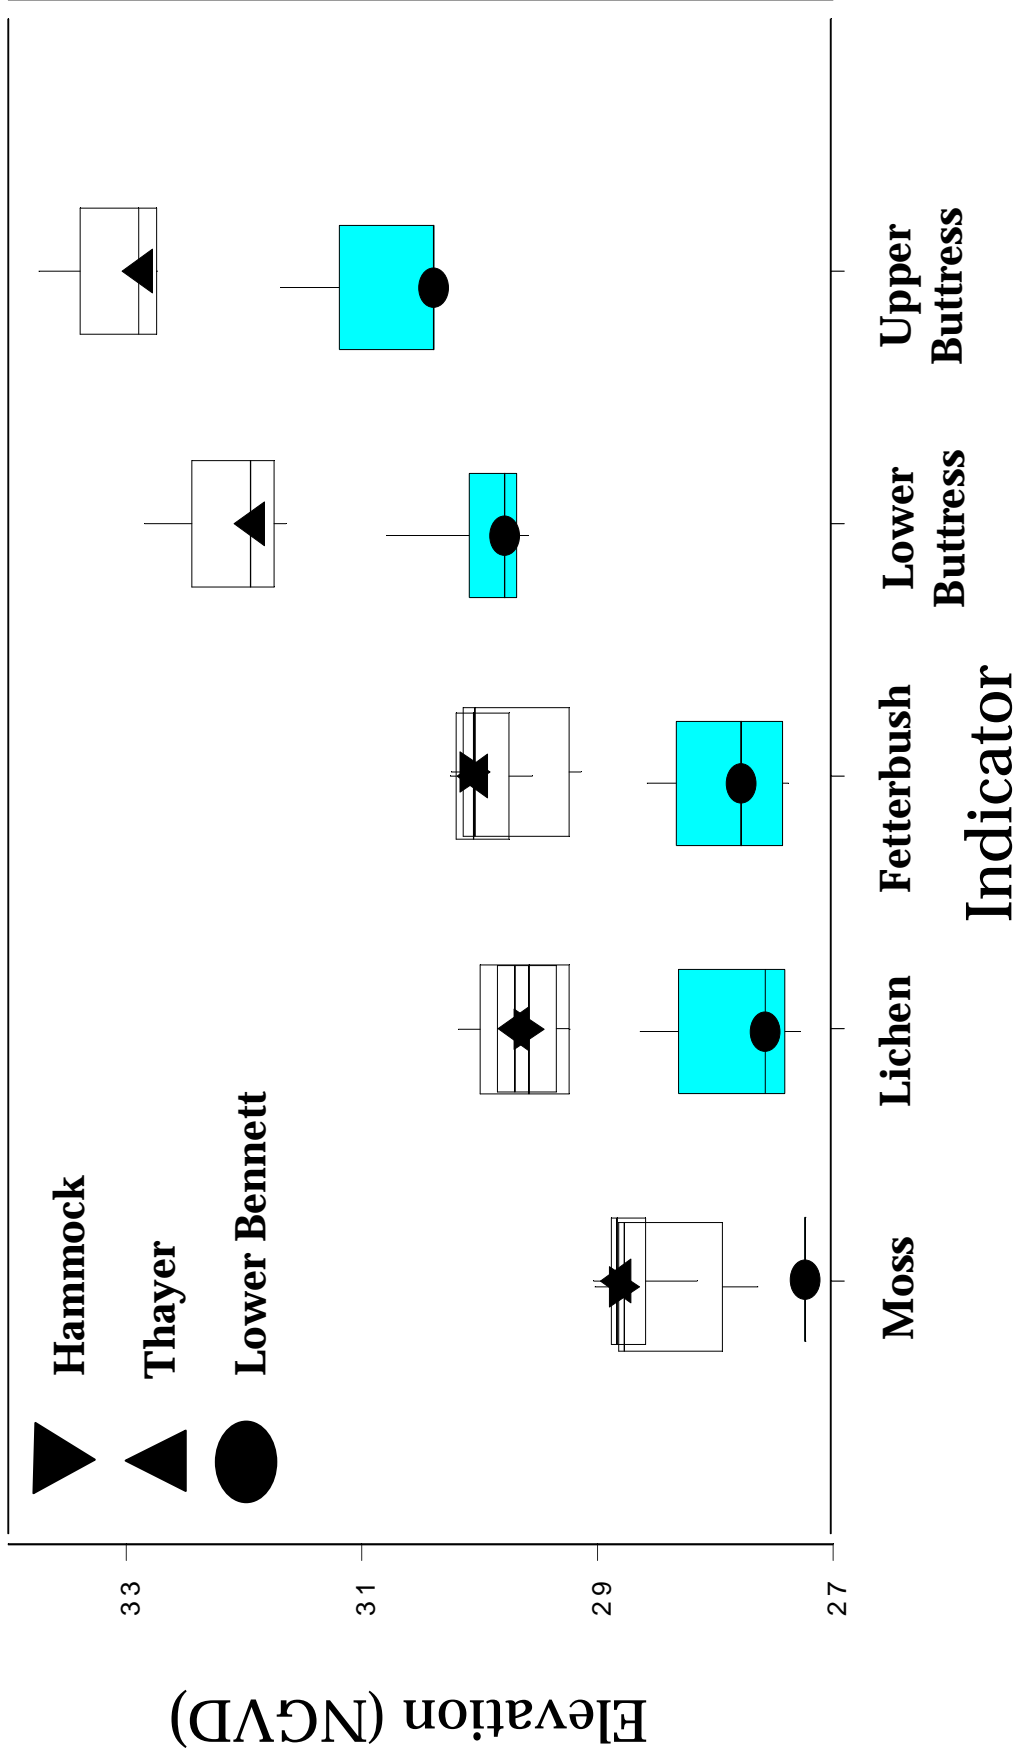 Hammock
Thayer
Lower Bennett
33
31
29
27
Elevation (NGVD)
Moss
Lichen
Fetterbush
Lower
Buttress
Upper
Buttress
Indicator